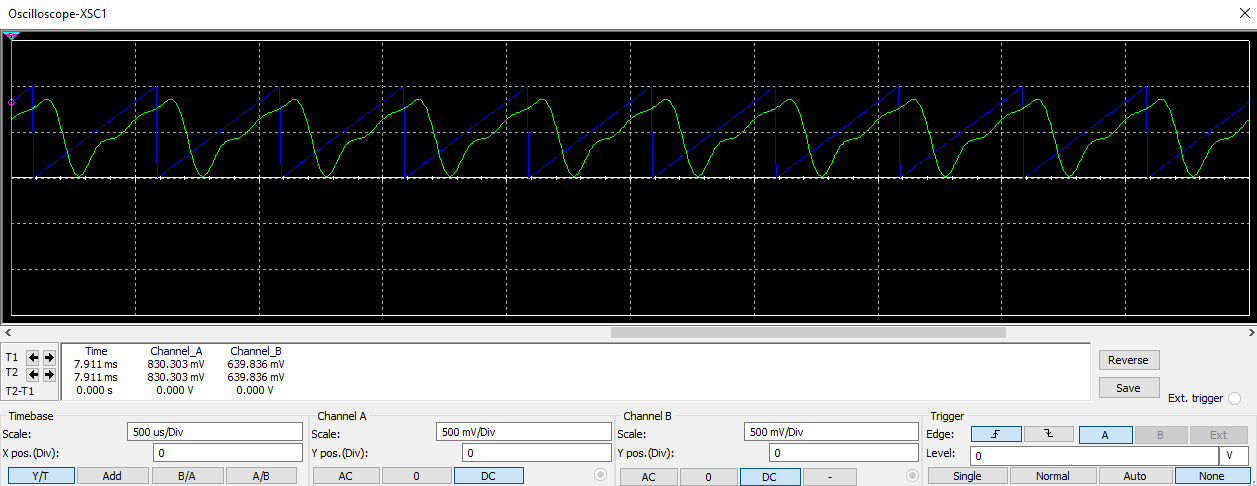 Oscilloscope-XSC1
T1
T2
T2-T1
Time Channel_A Channel_B
7.911 ms 830.303 mV 639.836 mV
7.911 ms 830.303 mV 639.836 mV
0.000 s 0.000 V 0.000 V
Reverse
Save
Ext. trigger
Timebase
Scale: 500 us/Div
X pos.(Div): 0
Y/T Add B/A A/B
Channel A
Scale: 500 mV/Div
Y pos.(Div): 0
AC 0 DC
Channel B
Scale: 500 mV/Div
Y pos.(Div): 0
AC 0 DC -
Trigger
Edge: A B Ext
Level: 0 V
Single Normal Auto None